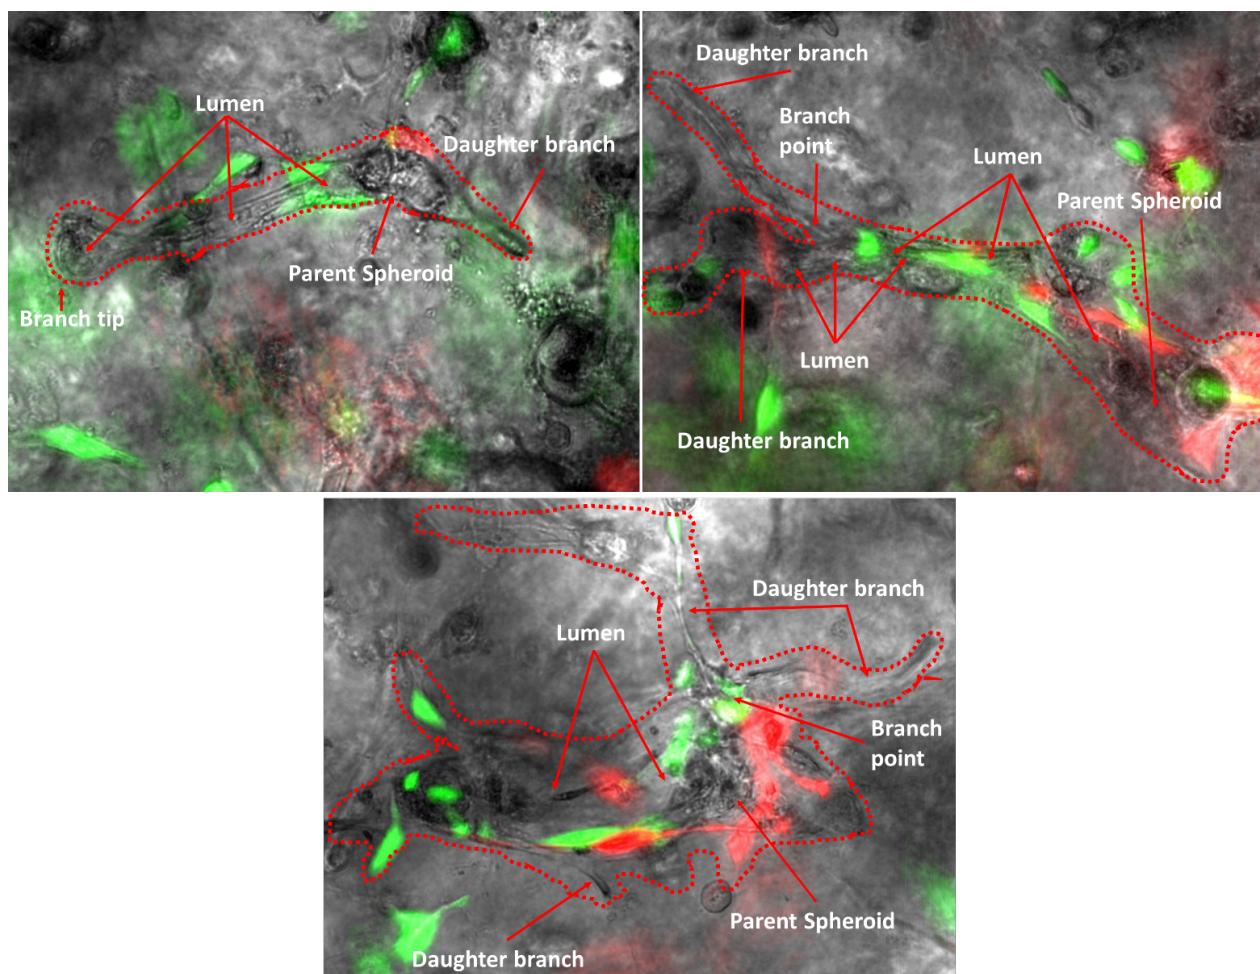 Lumen
Daughter branch
Parent Spheroid
Branch tip
Daughter branch
Branch
point
Lumen
Parent Spheroid
Lumen
Daughter branch
Daughter branch
Lumen
Branch
point
Parent Spheroid
Daughter branch